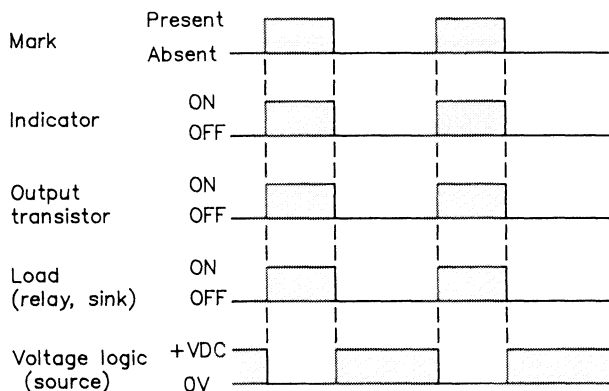 Mark
Present
Absent
Indicator
ON
OFF
Output
transistor
ON
OFF
Load
(relay, sink)
ON
OFF
Voltage logic
(source)
+VDC
0V